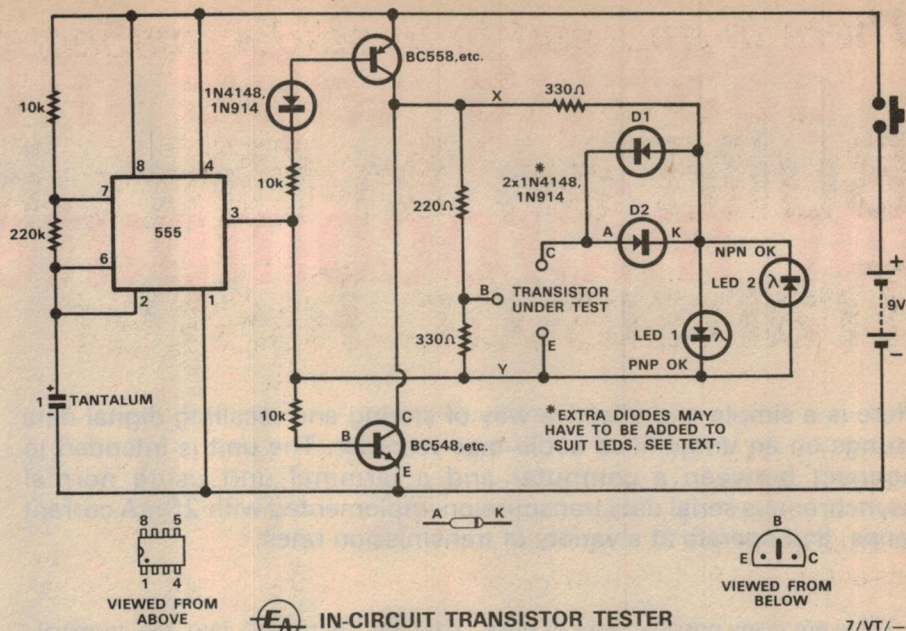 BC558,etc.
1N4148,
1N914
X
330Ω
10k
D1
8
4
*
2x1N4148,
1N914
10k
7
220Ω
D2
3
220k
555
A
K
NPN OK
C
6
B
TRANSISTOR
UNDER TEST
LED 2
λ
+
9V
2
1
330Ω
LED 1
λ
E
PNP OK
−
Y
+
1
TANTALUM
10k
C
B
BC548,etc.
E
*EXTRA DIODES MAY
HAVE TO BE ADDED TO
SUIT LEDS. SEE TEXT.
A
K
8
5
B
1
4
E
C
VIEWED FROM
ABOVE
VIEWED FROM
BELOW
EA
IN-CIRCUIT TRANSISTOR TESTER
7/VT/—